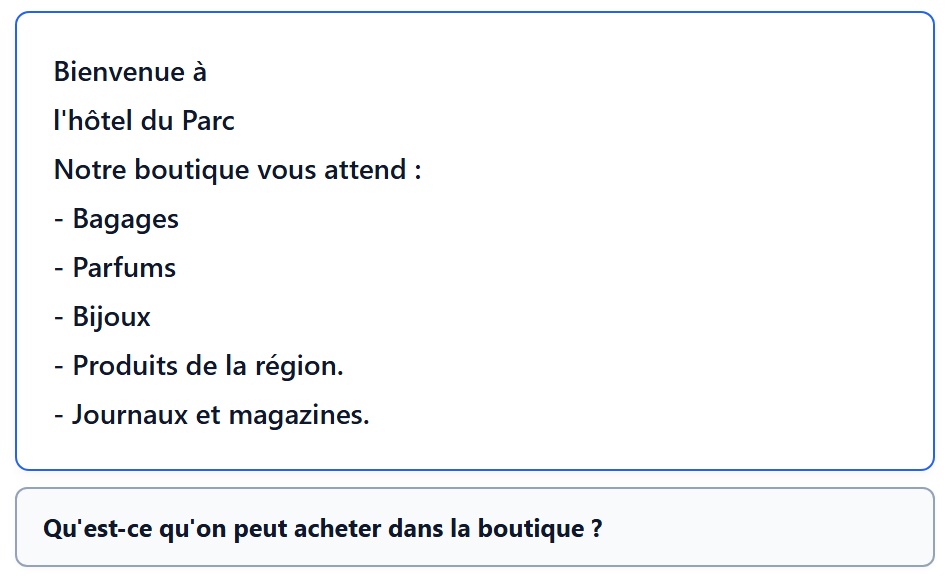 Bienvenue à
l'hôtel du Parc
Notre boutique vous attend :
- Bagages
- Parfums
- Bijoux
- Produits de la région.
- Journaux et magazines.
Qu'est-ce qu'on peut acheter dans la boutique ?